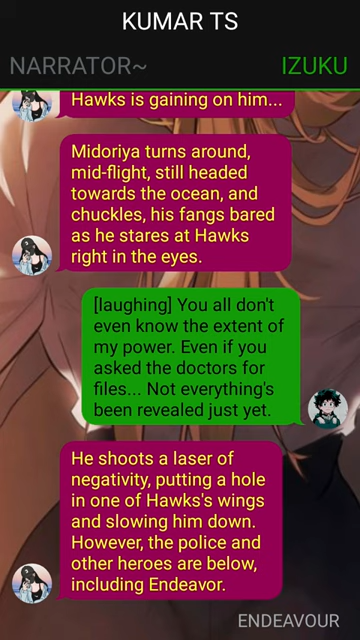 KUMAR TS
NARRATOR~ IZUKU
Hawks is gaining on him...
Midoriya turns around,
mid-flight, still headed
towards the ocean, and
chuckles, his fangs bared
as he stares at Hawks
right in the eyes.
[laughing] You all don't
even know the extent of
my power. Even if you
asked the doctors for
files... Not everything's
been revealed just yet.
He shoots a laser of
negativity, putting a hole
in one of Hawks's wings
and slowing him down.
However, the police and
other heroes are below,
including Endeavor.
ENDEAVOUR